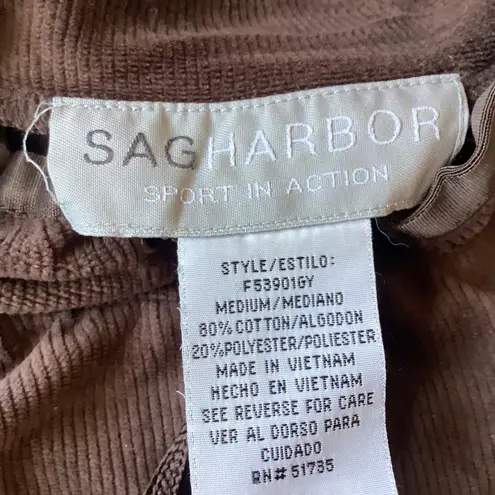 SAGHARBOR
SPORT IN ACTION
STYLE/ESTILO:
F53901GY
MEDIUM/MEDIANO
80% COTTON/ALGODON
20%POLYESTER/POLIESTER
MADE IN VIETNAM
HECHO EN VIETNAM
SEE REVERSE FOR CARE
VER AL DORSO PARA
CUIDADO
RN# 51735